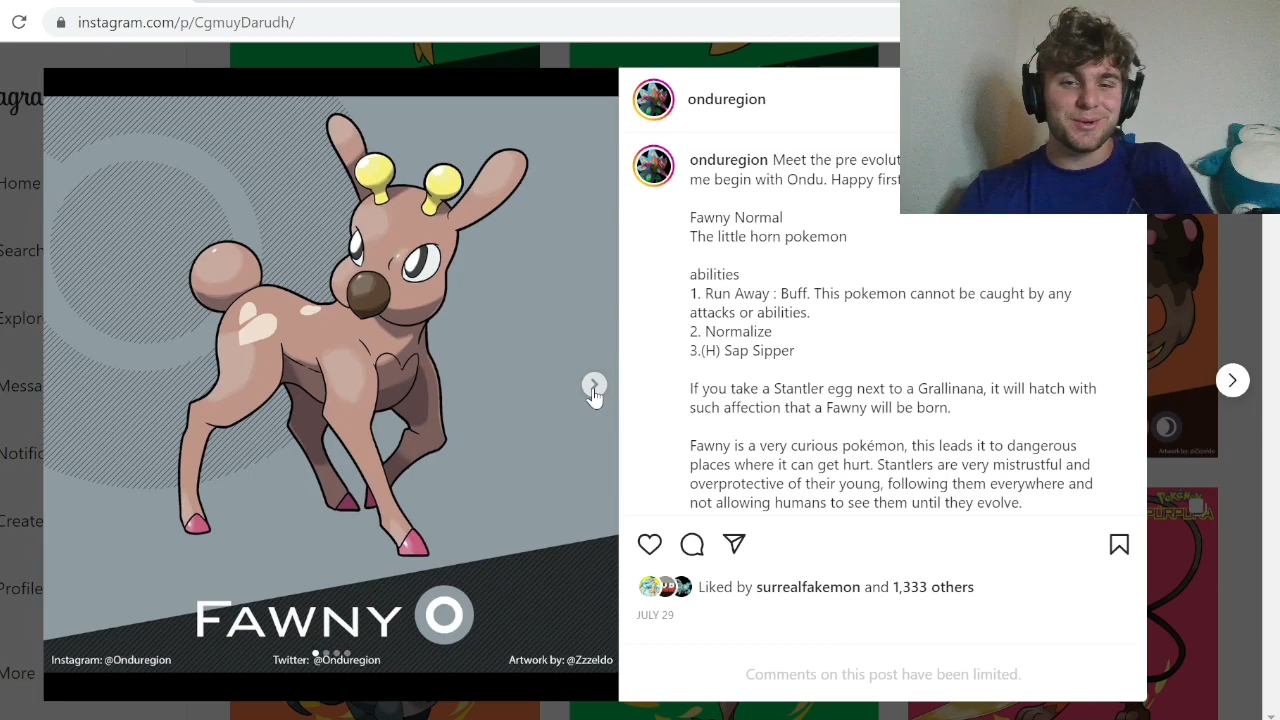 instagram.com/p/CgmuyDarudh/
agra
Home
Search
Explor
Messa
Notific
Create
Profile
More
FAWNY
Instagram: @Onduregion
Twitter: @Onduregion
Artwork by: @Zzzeldo
onduregion
onduregion Meet the pre evolut
me begin with Ondu. Happy first
Fawny Normal
The little horn pokemon
abilities
1. Run Away : Buff. This pokemon cannot be caught by any
attacks or abilities.
2. Normalize
3.(H) Sap Sipper
If you take a Stantler egg next to a Grallinana, it will hatch with
such affection that a Fawny will be born.
Fawny is a very curious pokémon, this leads it to dangerous
places where it can get hurt. Stantlers are very mistrustful and
overprotective of their young, following them everywhere and
not allowing humans to see them until they evolve.
Liked by surrealfakemon and 1,333 others
JULY 29
Comments on this post have been limited.
Artwork by: @Zzzeldo
POKéMON